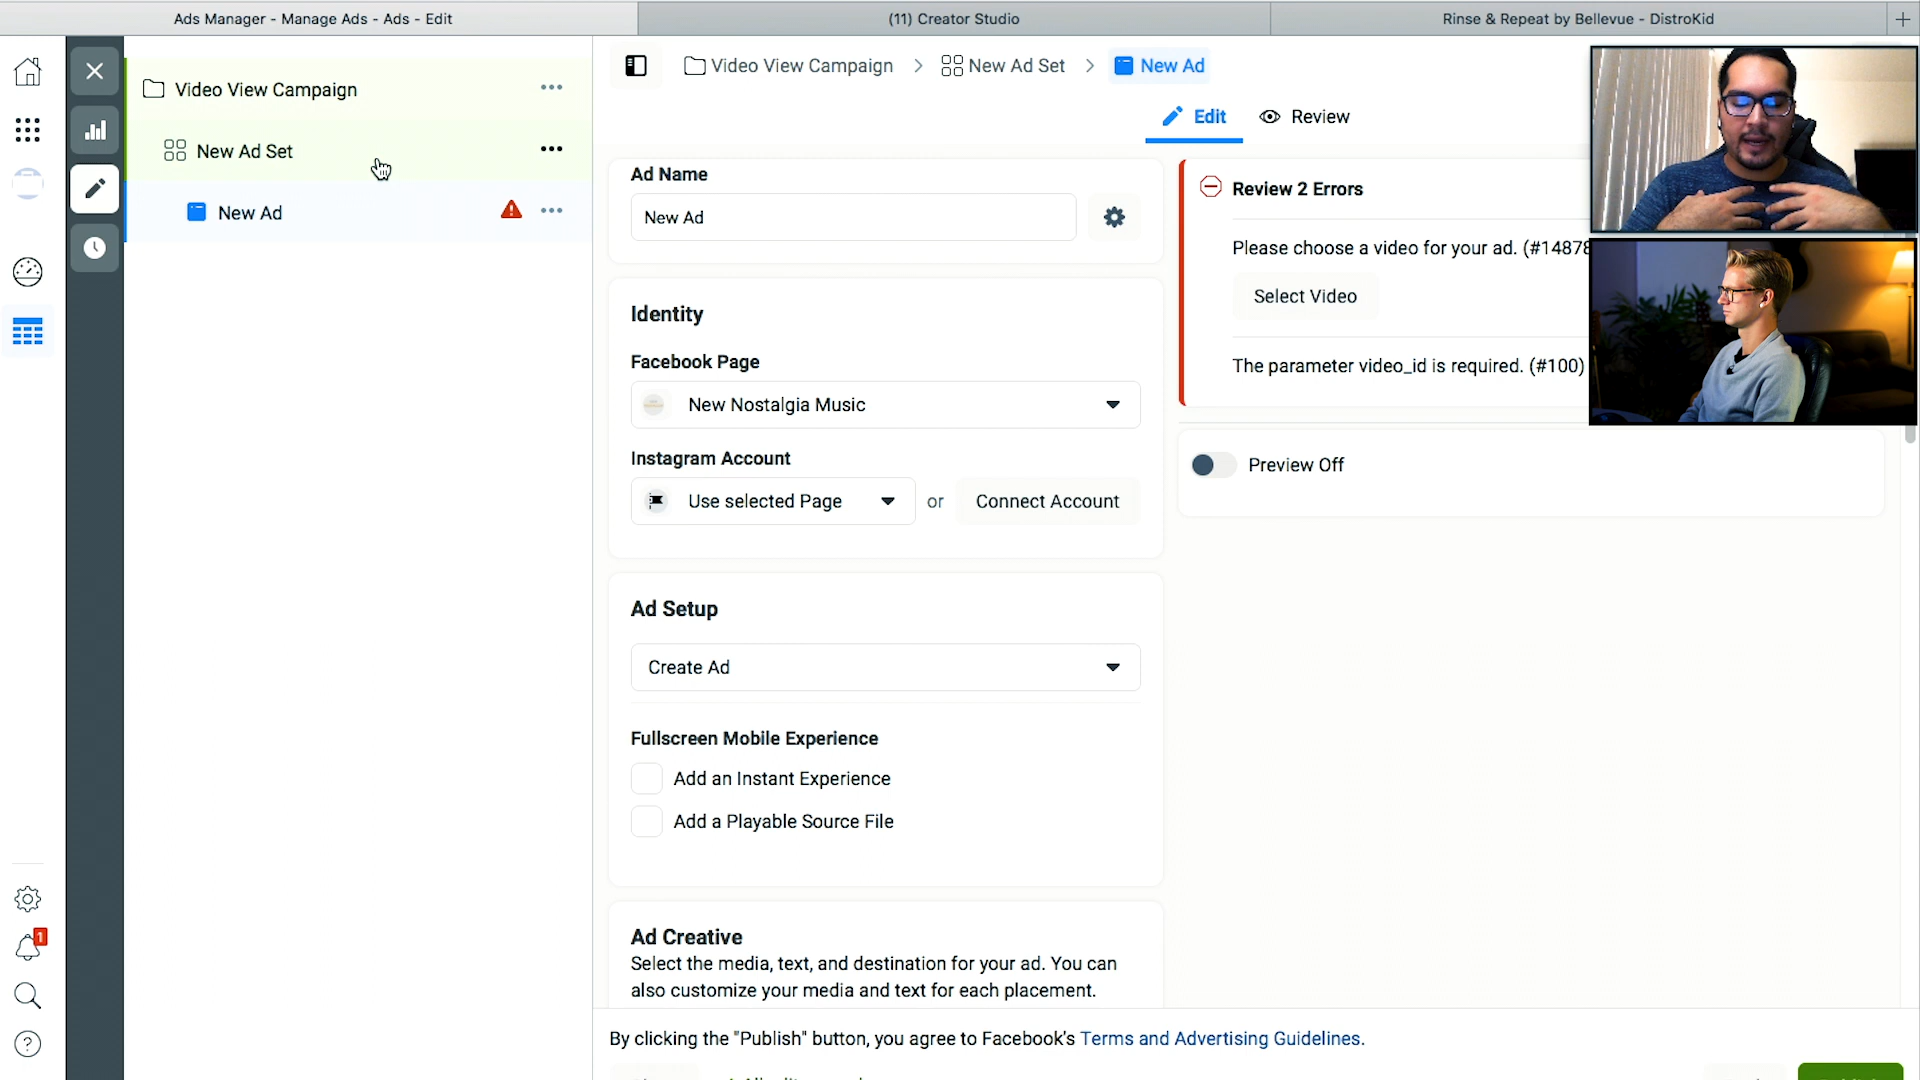 Ads Manager - Manage Ads - Ads - Edit
(11) Creator Studio
Rinse & Repeat by Bellevue - DistroKid
Video View Campaign
New Ad Set
New Ad
1
Video View Campaign > New Ad Set > New Ad
Edit
Review
Ad Name
New Ad
Identity
Facebook Page
New Nostalgia Music
Instagram Account
Use selected Page
or
Connect Account
Ad Setup
Create Ad
Fullscreen Mobile Experience
Add an Instant Experience
Add a Playable Source File
Ad Creative
Select the media, text, and destination for your ad. You can
also customize your media and text for each placement.
Review 2 Errors
Please choose a video for your ad. (#14878
Select Video
The parameter video_id is required. (#100)
Preview Off
By clicking the "Publish" button, you agree to Facebook's Terms and Advertising Guidelines.